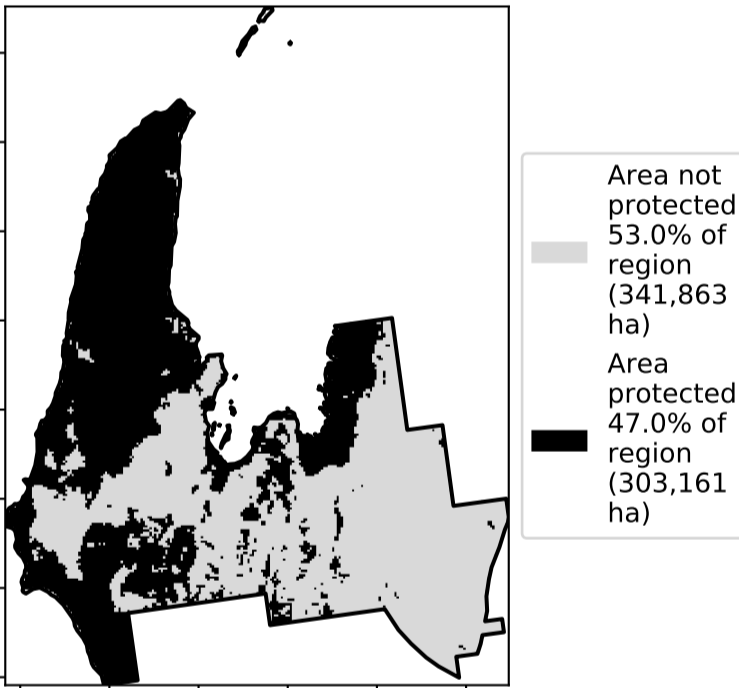 Area not
protected
53.0% of
region
(341,863
ha)
Area
protected
47.0% of
region
(303,161
ha)